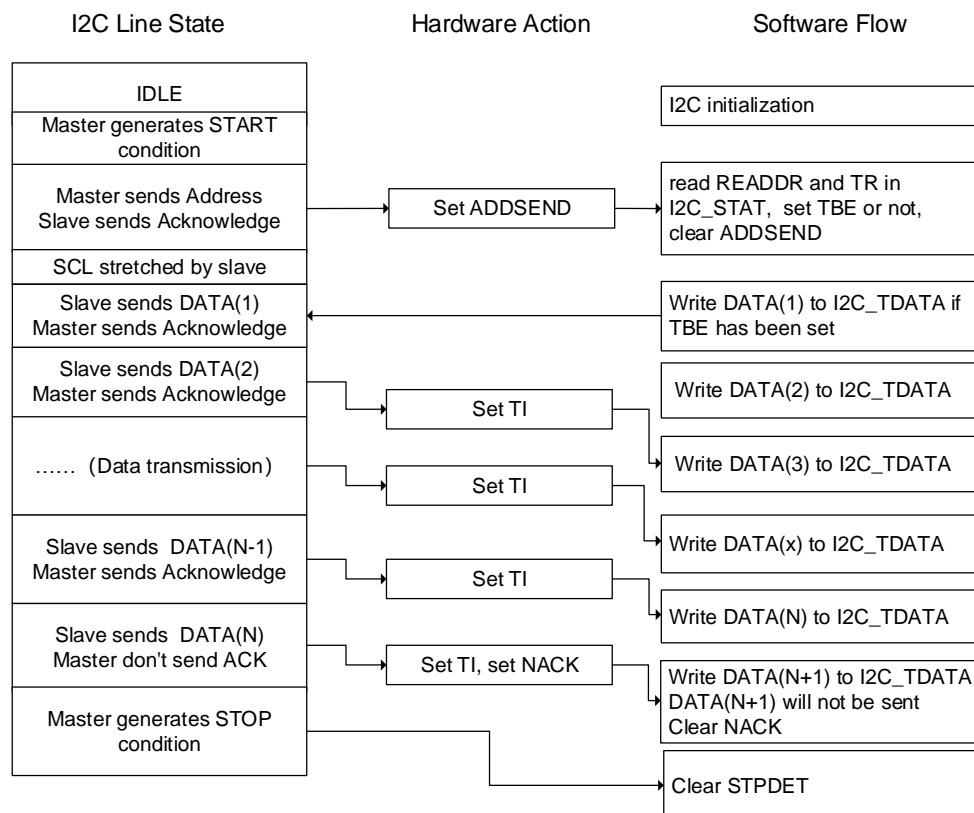 I2C Line State
Hardware Action
Software Flow
IDLE
I2C initialization
Master generates START
condition
Master sends Address
Slave sends Acknowledge
Set ADDSEND
read READDR and TR in
I2C_STAT, set TBE or not,
clear ADDSEND
SCL stretched by slave
Slave sends DATA(1)
Master sends Acknowledge
Write DATA(1) to I2C_TDATA if
TBE has been set
Slave sends DATA(2)
Master sends Acknowledge
Set TI
Write DATA(2) to I2C_TDATA
Write DATA(3) to I2C_TDATA
…… (Data transmission)
Set TI
Write DATA(x) to I2C_TDATA
Slave sends DATA(N-1)
Master sends Acknowledge
Set TI
Write DATA(N) to I2C_TDATA
Slave sends DATA(N)
Master don't send ACK
Set TI, set NACK
Write DATA(N+1) to I2C_TDATA
DATA(N+1) will not be sent
Clear NACK
Master generates STOP
condition
Clear STPDET